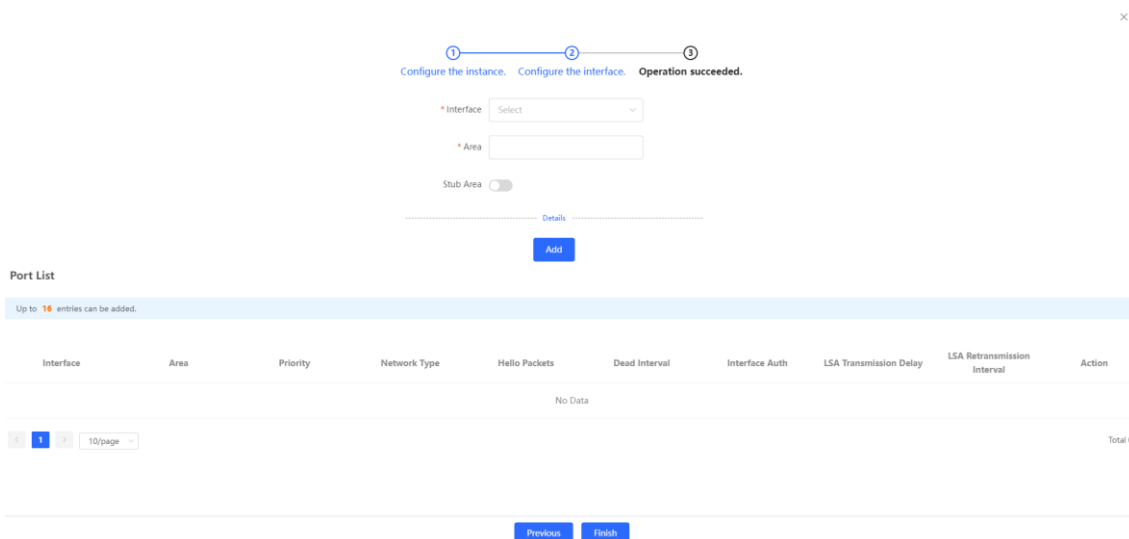 1 2 3
Configure the instance. Configure the interface. Operation succeeded.
* Interface Select
* Area
Stub Area
Details
Add
Port List
Up to 16 entries can be added.
Interface Area Priority Network Type Hello Packets Dead Interval Interface Auth LSA Transmission Delay LSA Retransmission Interval Action
No Data
1 10/page Total
Previous Finish